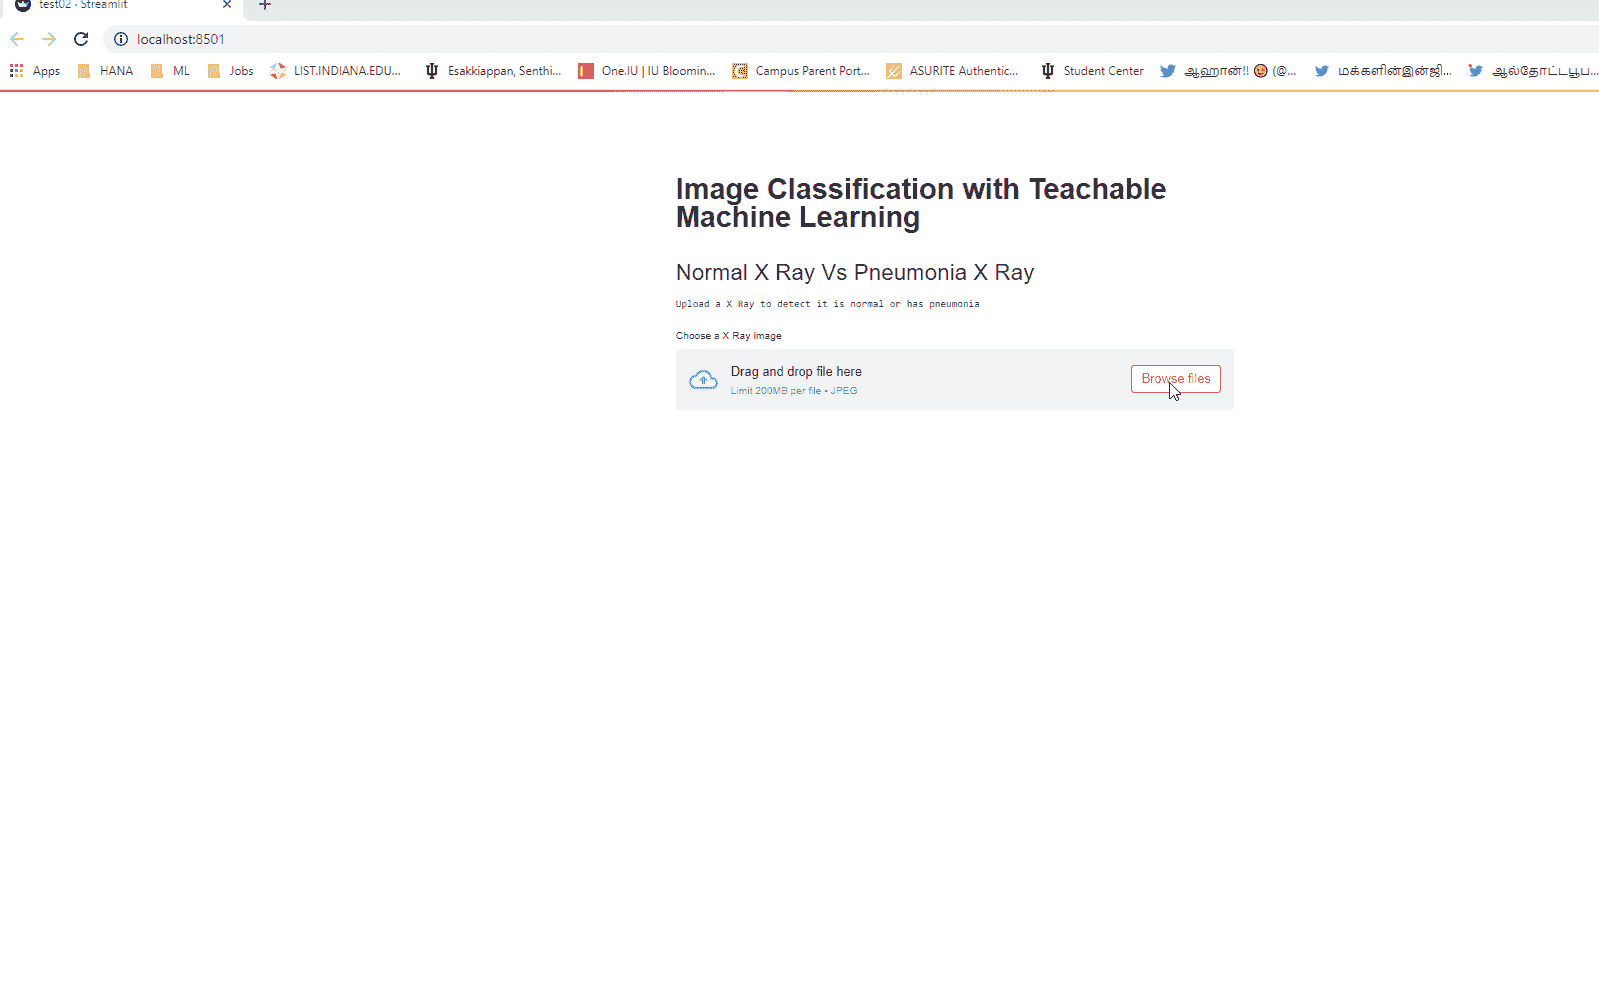 test02 · Streamlit
localhost:8501
Apps HANA ML Jobs LIST.INDIANA.EDU... Esakkiappan, Senthi... One.IU | IU Bloomin... Campus Parent Port... ASURITE Authentic... Student Center ஆஹான்!! 😊 (@... மக்களின்இன்ஜி... ஆல்தோட்டபூப...
Image Classification with Teachable
Machine Learning
Normal X Ray Vs Pneumonia X Ray
Upload a X Ray to detect it is normal or has pneumonia
Choose a X Ray Image
Drag and drop file here
Limit 200MB per file • JPEG
Browse files